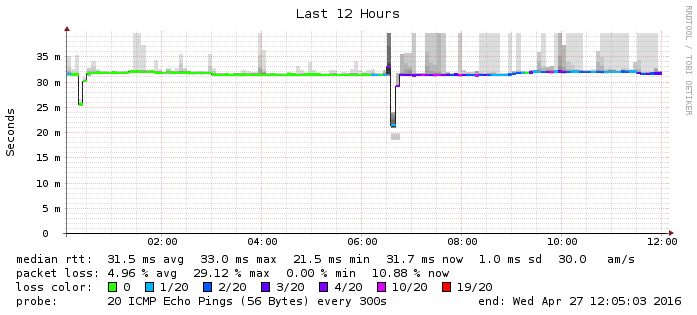 Last 12 Hours
RRDTOOL / TOBI OETIKER
Seconds
35 m
30 m
25 m
20 m
15 m
10 m
5 m
0
02:00 04:00 06:00 08:00 10:00 12:00
median rtt: 31.5 ms avg 33.0 ms max 21.5 ms min 31.7 ms now 1.0 ms sd 30.0 am/s
packet loss: 4.96 % avg 29.12 % max 0.00 % min 10.88 % now
loss color: 0 1/20 2/20 3/20 4/20 10/20 19/20
probe: 20 ICMP Echo Pings (56 Bytes) every 300s end: Wed Apr 27 12:05:03 2016